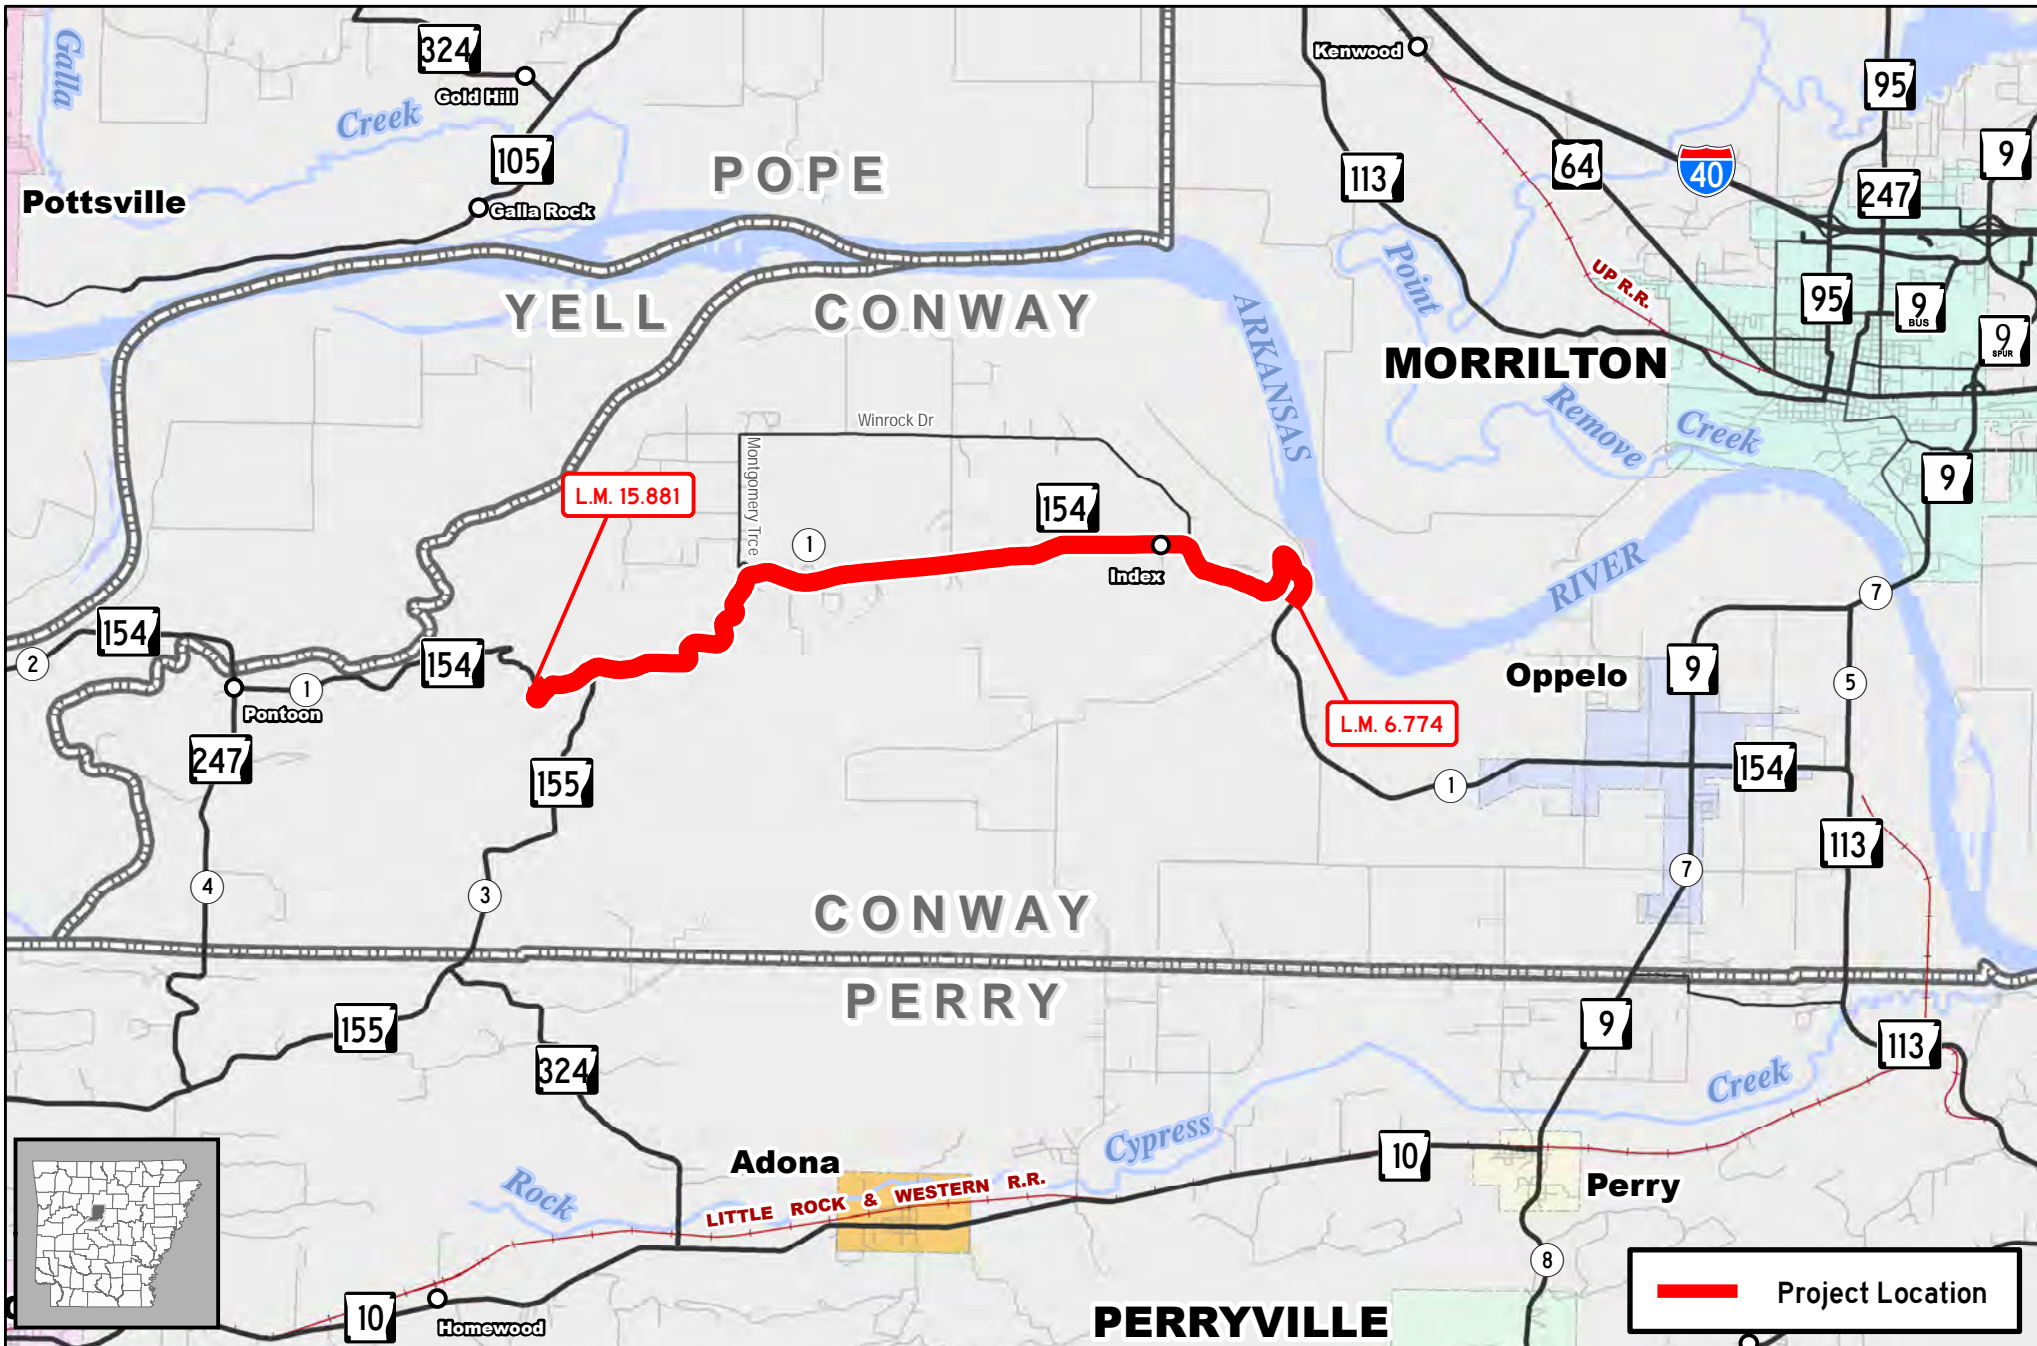 324
Gold Hill
Galla
Creek
105
Pottsville
Galla Rock
POPE
YELL
CONWAY
Kenwood
113
64
40
95
9
247
Point
UP R.R.
95
9
BUS
9
SPUR
MORRILTON
ARKANSAS
Remove
Creek
RIVER
Winrock Dr
Montgomery Trce
L.M. 15.881
154
1
Index
9
7
154
2
154
1
Pontoon
247
155
L.M. 6.774
Oppelo
9
5
154
1
113
4
3
7
CONWAY
PERRY
155
324
9
113
Creek
Cypress
Rock
Adona
LITTLE ROCK & WESTERN R.R.
10
Perry
8
10
Homewood
PERRYVILLE
Project Location